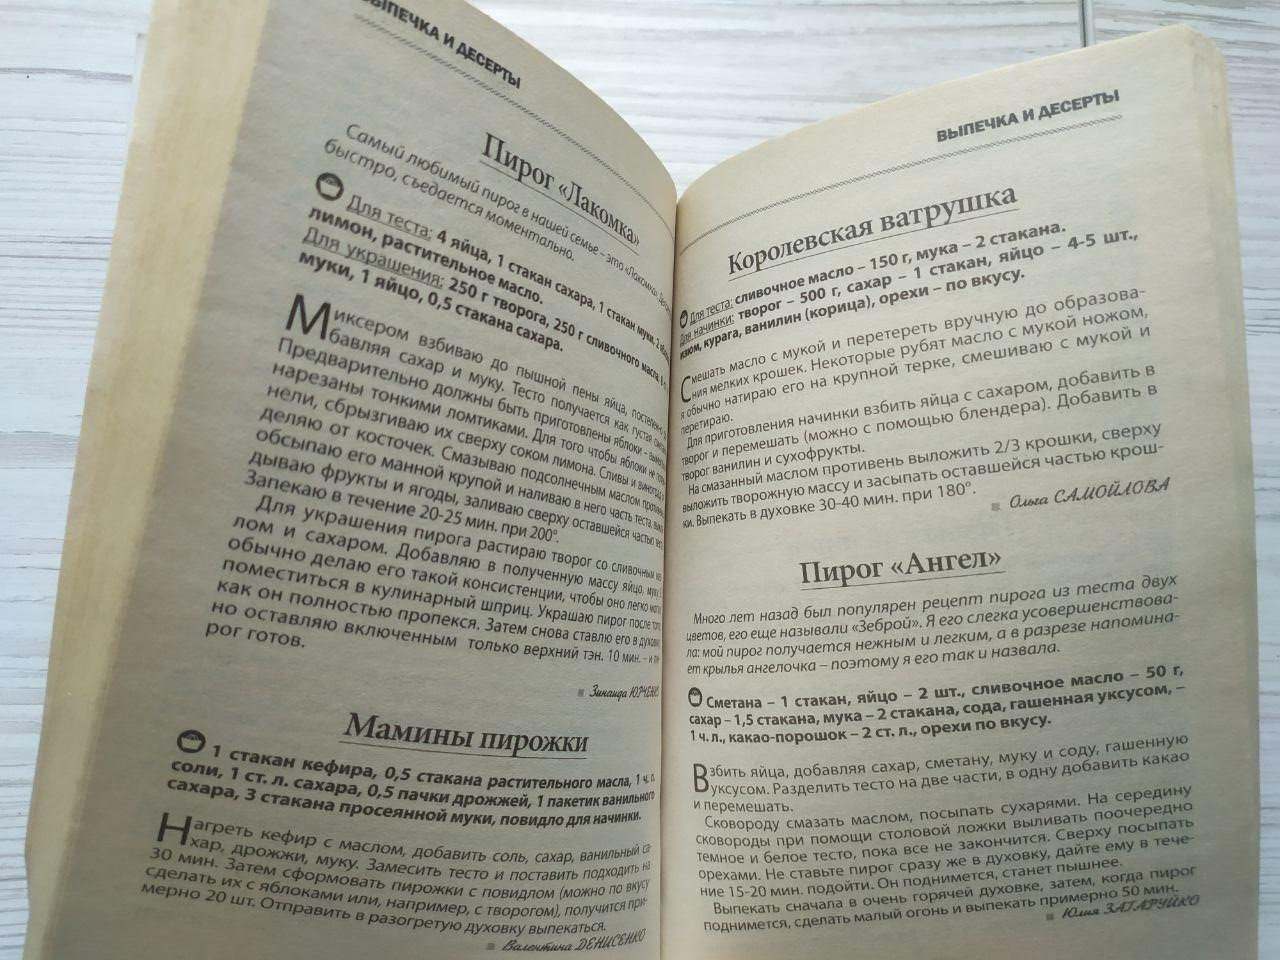 ВЫПЕЧКА И ДЕСЕРТЫ
Пирог «Лакомка»
Самый любимый пирог в нашей семье – это «Лакомка».
быстро, съедается моментально.
Для теста: 4 яйца, 1 стакан сахара, 1 стакан муки, 2
лимон, растительное масло.
Для украшения: 250 г творога, 250 г сливочного масла,
муки, 1 яйцо, 0,5 стакана сахара.
Миксером взбиваю до пышной пены яйца, постепенно
бавляя сахар и муку. Тесто получается как густая
Предварительно должны быть приготовлены яблоки –
нарезаны тонкими ломтиками. Для того чтобы яблоки не
нели, сбрызгиваю их сверху соком лимона. Сливы и виноград
деляю от косточек. Смазываю подсолнечным маслом
обсыпаю его манной крупой и наливаю в него часть теста,
дываю фрукты и ягоды, заливаю сверху оставшейся частью
Запекаю в течение 20-25 мин. при 200°.
Для украшения пирога растираю творог со сливочным
лом и сахаром. Добавляю в полученную массу яйцо, муку.
обычно делаю его такой консистенции, чтобы оно легко
поместиться в кулинарный шприц. Украшаю пирог после того
как он полностью пропекся. Затем снова ставлю его в духовку
но оставляю включенным только верхний тэн. 10 мин. – и
рог готов.
Зинаида ЮРЧЕНКО
Мамины пирожки
1 стакан кефира, 0,5 стакана растительного масла, 1 ч. л.
соли, 1 ст. л. сахара, 0,5 пачки дрожжей, 1 пакетик ванильного
сахара, 3 стакана просеянной муки, повидло для начинки.
Нагреть кефир с маслом, добавить соль, сахар, ванильный са-
хар, дрожжи, муку. Замесить тесто и поставить подходить на
30 мин. Затем сформовать пирожки с повидлом (можно по вкусу
сделать их с яблоками или, например, с творогом), получится при-
мерно 20 шт. Отправить в разогретую духовку выпекаться.
Валентина ДЕНИСЕНКО
ВЫПЕЧКА И ДЕСЕРТЫ
Королевская ватрушка
Для теста: сливочное масло – 150 г, мука – 2 стакана.
Для начинки: творог – 500 г, сахар – 1 стакан, яйцо – 4-5 шт.,
изюм, курага, ванилин (корица), орехи – по вкусу.
Смешать масло с мукой и перетереть вручную до образова-
ния мелких крошек. Некоторые рубят масло с мукой ножом,
я обычно натираю его на крупной терке, смешиваю с мукой и
перетираю.
Для приготовления начинки взбить яйца с сахаром, добавить в
творог и перемешать (можно с помощью блендера). Добавить в
творог ванилин и сухофрукты.
На смазанный маслом противень выложить 2/3 крошки, сверху
выложить творожную массу и засыпать оставшейся частью крош-
ки. Выпекать в духовке 30-40 мин. при 180°.
Ольга САМОЙЛОВА
Пирог «Ангел»
Много лет назад был популярен рецепт пирога из теста двух
цветов, его еще называли «Зеброй». Я его слегка усовершенствова-
ла: мой пирог получается нежным и легким, а в разрезе напомина-
ет крылья ангелочка – поэтому я его так и назвала.
Сметана – 1 стакан, яйцо – 2 шт., сливочное масло – 50 г,
сахар – 1,5 стакана, мука – 2 стакана, сода, гашенная уксусом, –
1 ч. л., какао-порошок – 2 ст. л., орехи по вкусу.
Взбить яйца, добавляя сахар, сметану, муку и соду, гашенную
уксусом. Разделить тесто на две части, в одну добавить какао
и перемешать.
Сковороду смазать маслом, посыпать сухарями. На середину
сковороды при помощи столовой ложки выливать поочередно
темное и белое тесто, пока все не закончится. Сверху посыпать
орехами. Не ставьте пирог сразу же в духовку, дайте ему в тече-
ние 15-20 мин. подойти. Он поднимется, станет пышнее.
Выпекать сначала в очень горячей духовке, затем, когда пирог
поднимется, сделать малый огонь и выпекать примерно 50 мин.
Юлия ЗАГАРУЙКО